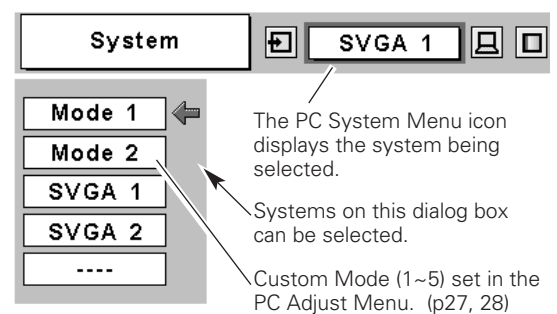 System
SVGA 1
Mode 1
Mode 2
SVGA 1
SVGA 2
----
The PC System Menu icon
displays the system being
selected.
Systems on this dialog box
can be selected.
Custom Mode (1~5) set in the
PC Adjust Menu. (p27, 28)